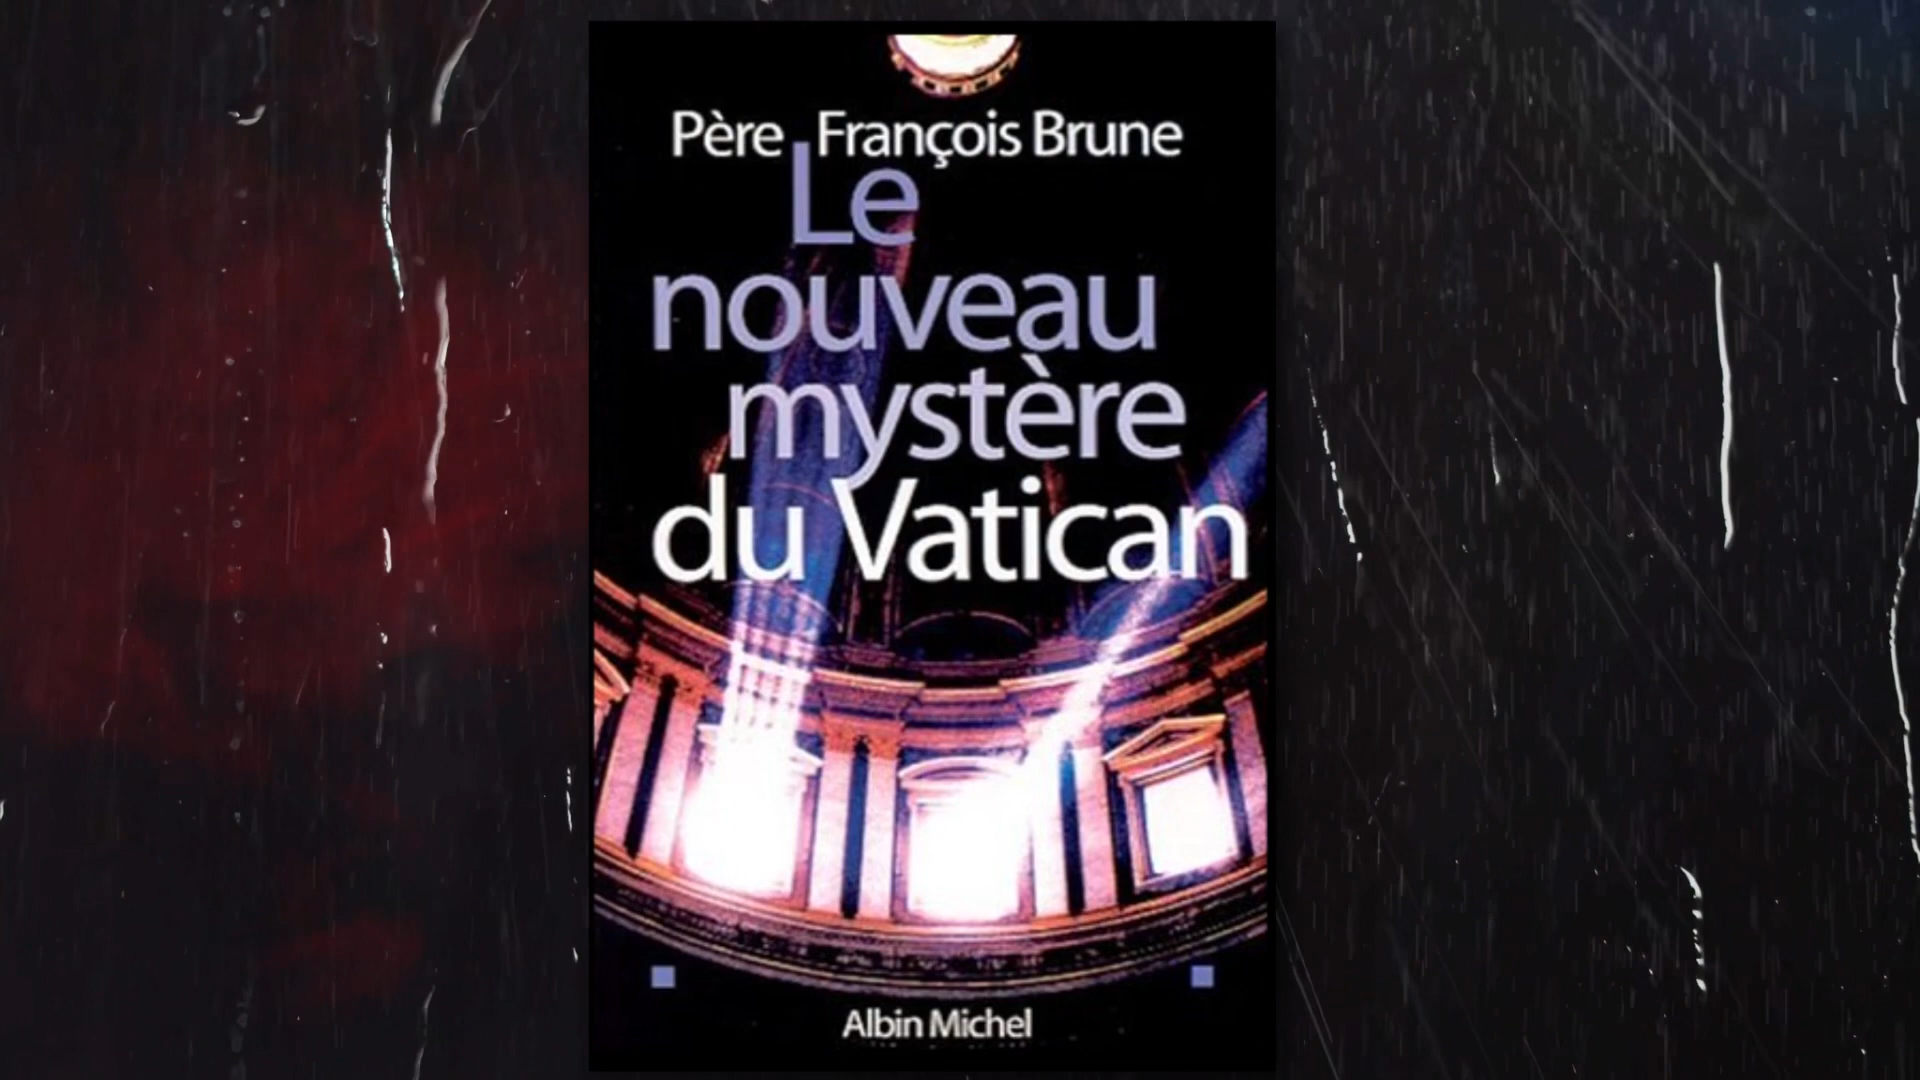 Père François Brune
Le
nouveau
mystère
du Vatican
Albin Michel